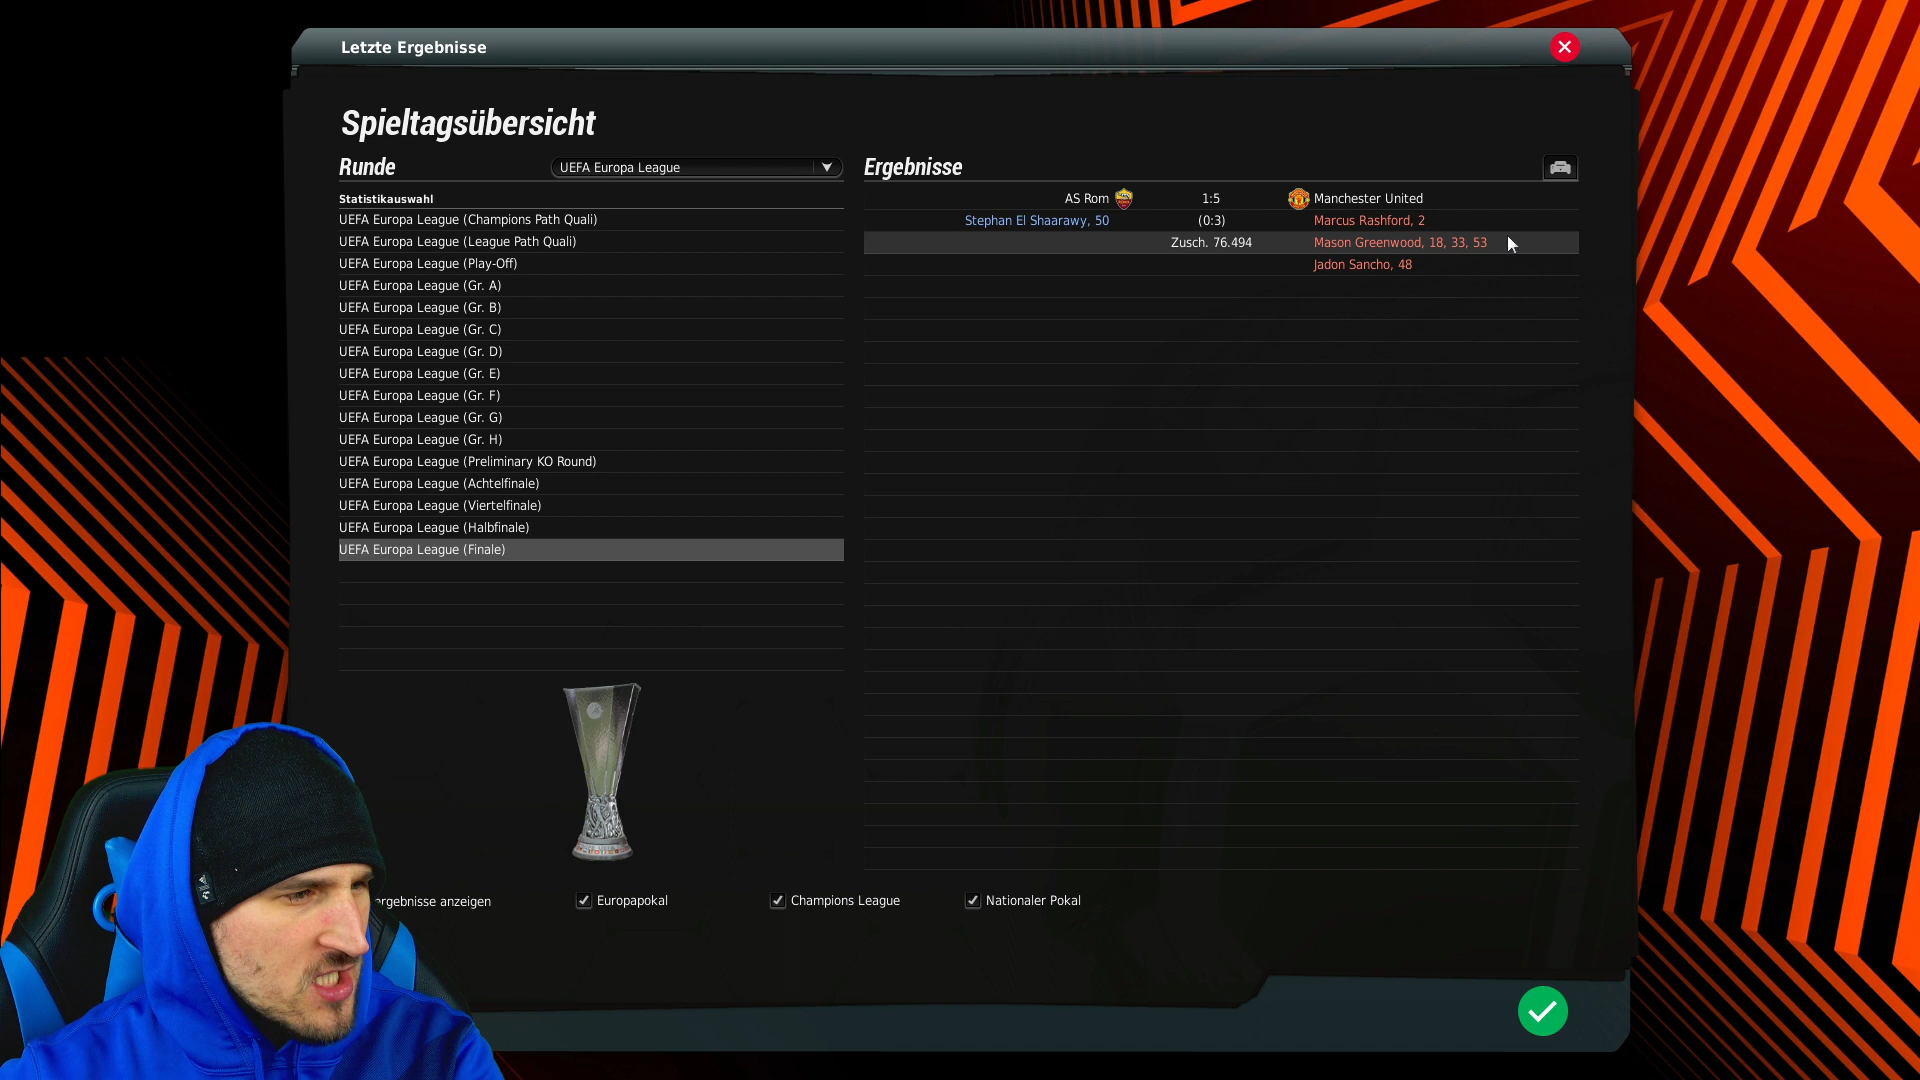 Letzte Ergebnisse
Spieltagsübersicht
Runde
UEFA Europa League
Statistikauswahl
UEFA Europa League (Champions Path Quali)
UEFA Europa League (League Path Quali)
UEFA Europa League (Play-Off)
UEFA Europa League (Gr. A)
UEFA Europa League (Gr. B)
UEFA Europa League (Gr. C)
UEFA Europa League (Gr. D)
UEFA Europa League (Gr. E)
UEFA Europa League (Gr. F)
UEFA Europa League (Gr. G)
UEFA Europa League (Gr. H)
UEFA Europa League (Preliminary KO Round)
UEFA Europa League (Achtelfinale)
UEFA Europa League (Viertelfinale)
UEFA Europa League (Halbfinale)
UEFA Europa League (Finale)
Ergebnisse
AS Rom 1:5 Manchester United
Stephan El Shaarawy, 50 (0:3) Marcus Rashford, 2
Zusch. 76.494 Mason Greenwood, 18, 33, 53
Jadon Sancho, 48
anzeigen
Europapokal
Champions League
Nationaler Pokal